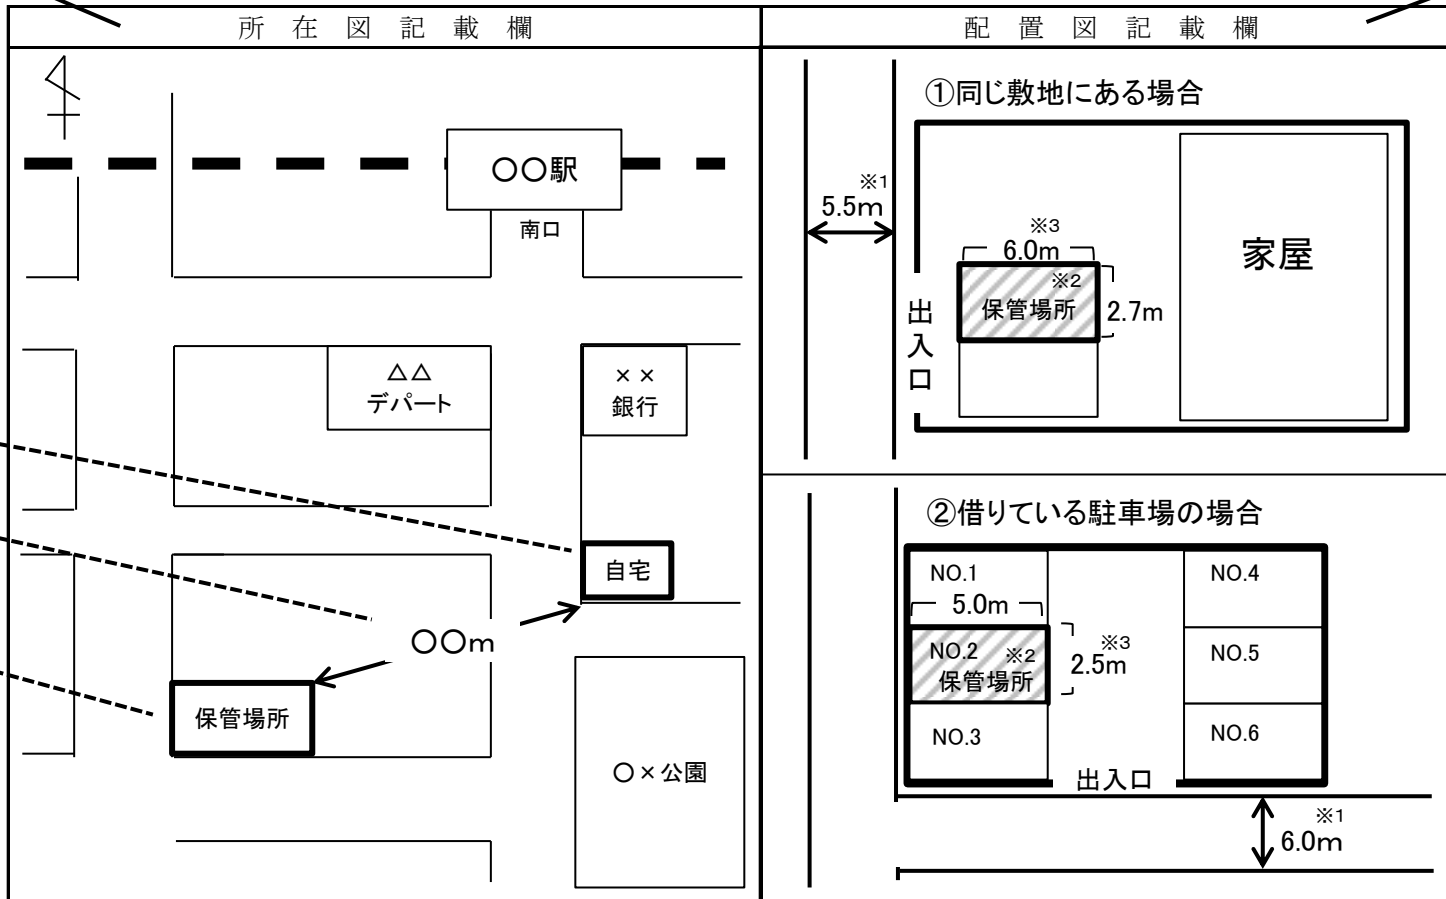 所在図記載欄
〇〇駅
南口
△△
デパート
××
銀行
自宅
〇〇m
保管場所
〇×公園
配置図記載欄
①同じ敷地にある場合
※1
5.5m
※3
6.0m
※2
保管場所
2.7m
出入口
家屋
②借りている駐車場の場合
NO.1
5.0m
NO.2 ※2
保管場所
※3
2.5m
NO.3
NO.4
NO.5
NO.6
出入口
※1
6.0m